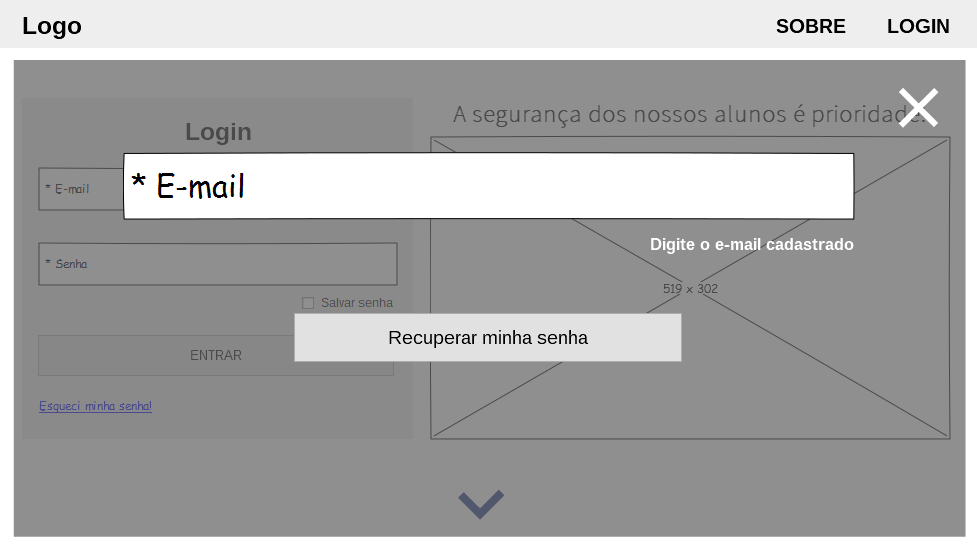 Logo
SOBRE
LOGIN
A segurança dos nossos alunos é prioridade.
Login
* E-mail
* E-mail
Digite o e-mail cadastrado
* Senha
519 x 302
Salvar senha
Recuperar minha senha
ENTRAR
Esqueci minha senha!